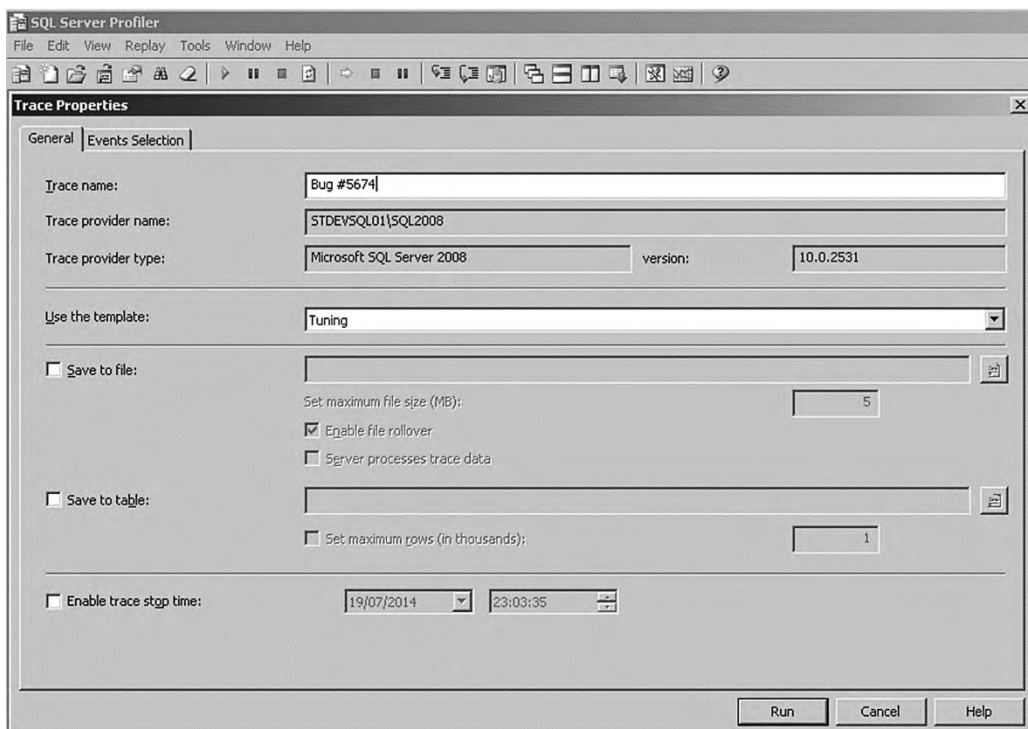 SQL Server Profiler
File Edit View Replay Tools Window Help
Trace Properties
General Events Selection
Trace name: Bug #5674
Trace provider name: STDEVSQL01\SQL2008
Trace provider type: Microsoft SQL Server 2008 version: 10.0.2531
Use the template: Tuning
Save to file:
Set maximum file size (MB): 5
Enable file rollover
Server processes trace data
Save to table:
Set maximum rows (in thousands): 1
Enable trace stop time: 19/07/2014 23:03:35
Run Cancel Help